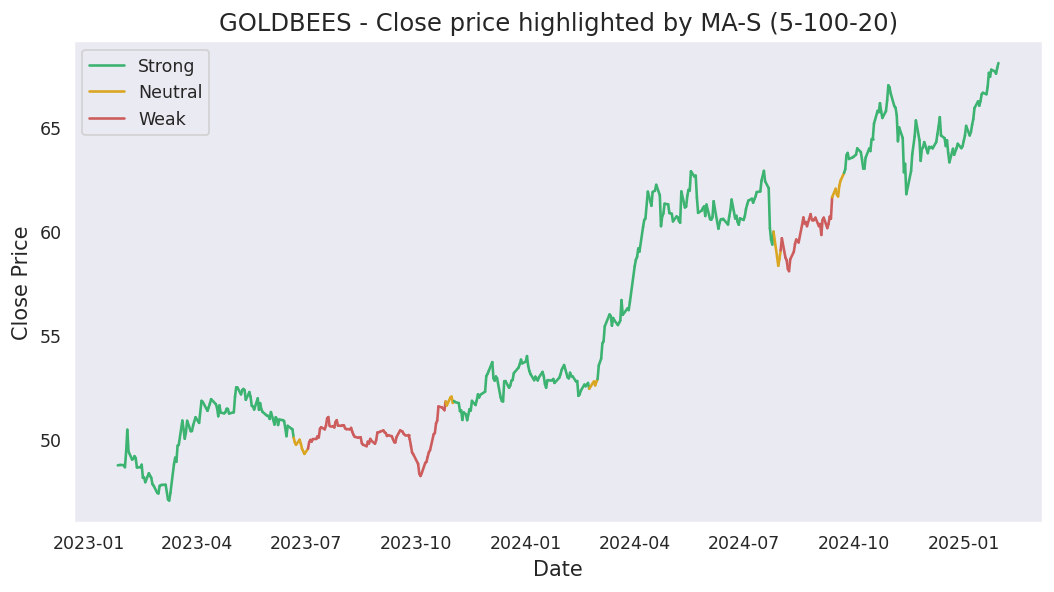 GOLDBEES - Close price highlighted by MA-S (5-100-20)
Strong
Neutral
Weak
Close Price
65
60
55
50
2023-01 2023-04 2023-07 2023-10 2024-01 2024-04 2024-07 2024-10 2025-01
Date